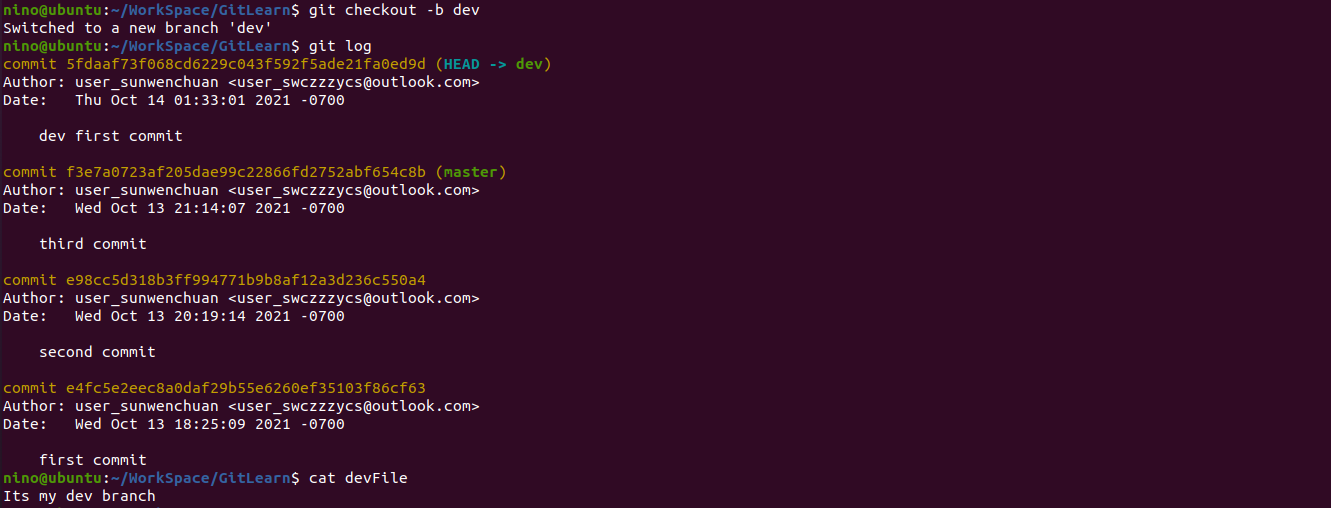 nino@ubuntu:~/WorkSpace/GitLearn$ git checkout -b dev
Switched to a new branch 'dev'
nino@ubuntu:~/WorkSpace/GitLearn$ git log
commit 5fdaaf73f068cd6229c043f592f5ade21fa0ed9d (HEAD -> dev)
Author: user_sunwenchuan <user_swczzzycs@outlook.com>
Date:   Thu Oct 14 01:33:01 2021 -0700
    dev first commit
commit f3e7a0723af205dae99c22866fd2752abf654c8b (master)
Author: user_sunwenchuan <user_swczzzycs@outlook.com>
Date:   Wed Oct 13 21:14:07 2021 -0700
    third commit
commit e98cc5d318b3ff994771b9b8af12a3d236c550a4
Author: user_sunwenchuan <user_swczzzycs@outlook.com>
Date:   Wed Oct 13 20:19:14 2021 -0700
    second commit
commit e4fc5e2eec8a0daf29b55e6260ef35103f86cf63
Author: user_sunwenchuan <user_swczzzycs@outlook.com>
Date:   Wed Oct 13 18:25:09 2021 -0700
    first commit
nino@ubuntu:~/WorkSpace/GitLearn$ cat devFile
Its my dev branch